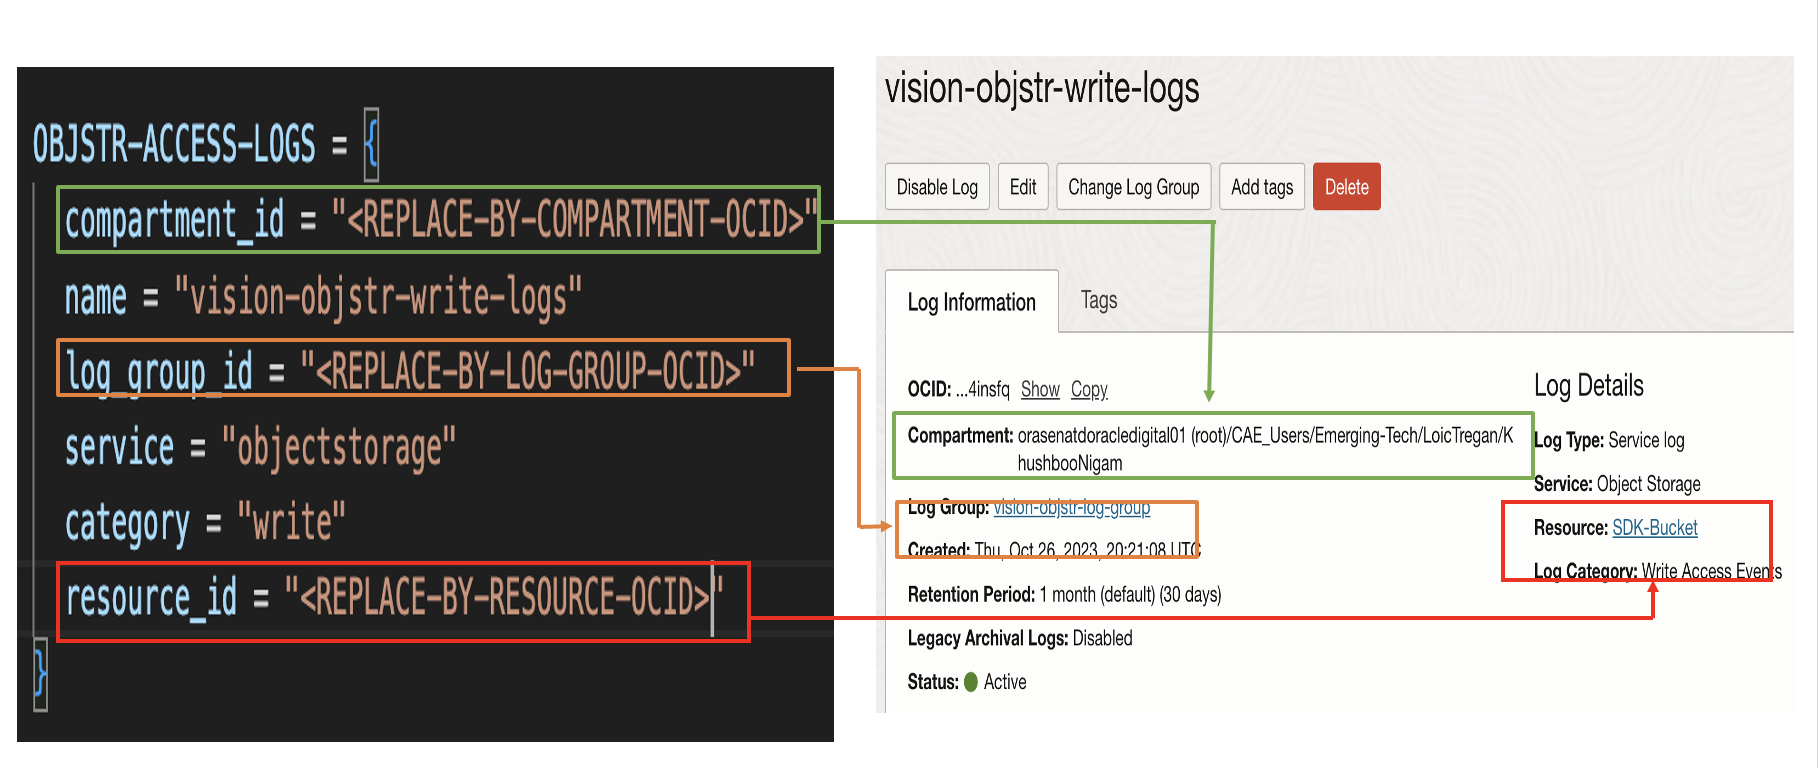 OBJSTR-ACCESS-LOGS = {
compartment_id = "<REPLACE-BY-COMPARTMENT-OCID>"
name = "vision-objstr-write-logs"
log_group_id = "<REPLACE-BY-LOG-GROUP-OCID>"
service = "objectstorage"
category = "write"
resource_id = "<REPLACE-BY-RESOURCE-OCID>"
}
vision-objstr-write-logs
Disable Log Edit Change Log Group Add tags Delete
Log Information Tags
OCID: ...4insfq Show Copy
Compartment: orasenatdoracledigital01 (root)/CAE_Users/Emerging-Tech/LoicTregan/K
hushbooNigam
Log Group: vision-objstr-log-group
Created: Thu, Oct 26, 2023, 20:21:08 UTC
Retention Period: 1 month (default) (30 days)
Legacy Archival Logs: Disabled
Status: Active
Log Details
Log Type: Service log
Service: Object Storage
Resource: SDK-Bucket
Log Category: Write Access Events